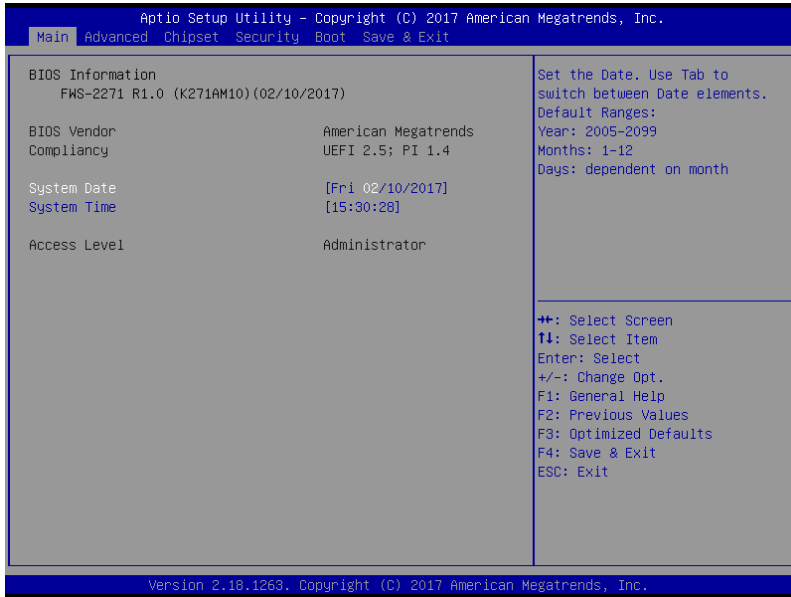 Aptio Setup Utility – Copyright (C) 2017 American Megatrends, Inc.
Main Advanced Chipset Security Boot Save & Exit
BIOS Information
FWS-2271 R1.0 (K271AM10)(02/10/2017)
BIOS Vendor American Megatrends
Compliancy UEFI 2.5; PI 1.4
System Date [Fri 02/10/2017]
System Time [15:30:28]
Access Level Administrator
Set the Date. Use Tab to
switch between Date elements.
Default Ranges:
Year: 2005-2099
Months: 1-12
Days: dependent on month
→←: Select Screen
↑↓: Select Item
Enter: Select
+/-: Change Opt.
F1: General Help
F2: Previous Values
F3: Optimized Defaults
F4: Save & Exit
ESC: Exit
Version 2.18.1263. Copyright (C) 2017 American Megatrends, Inc.